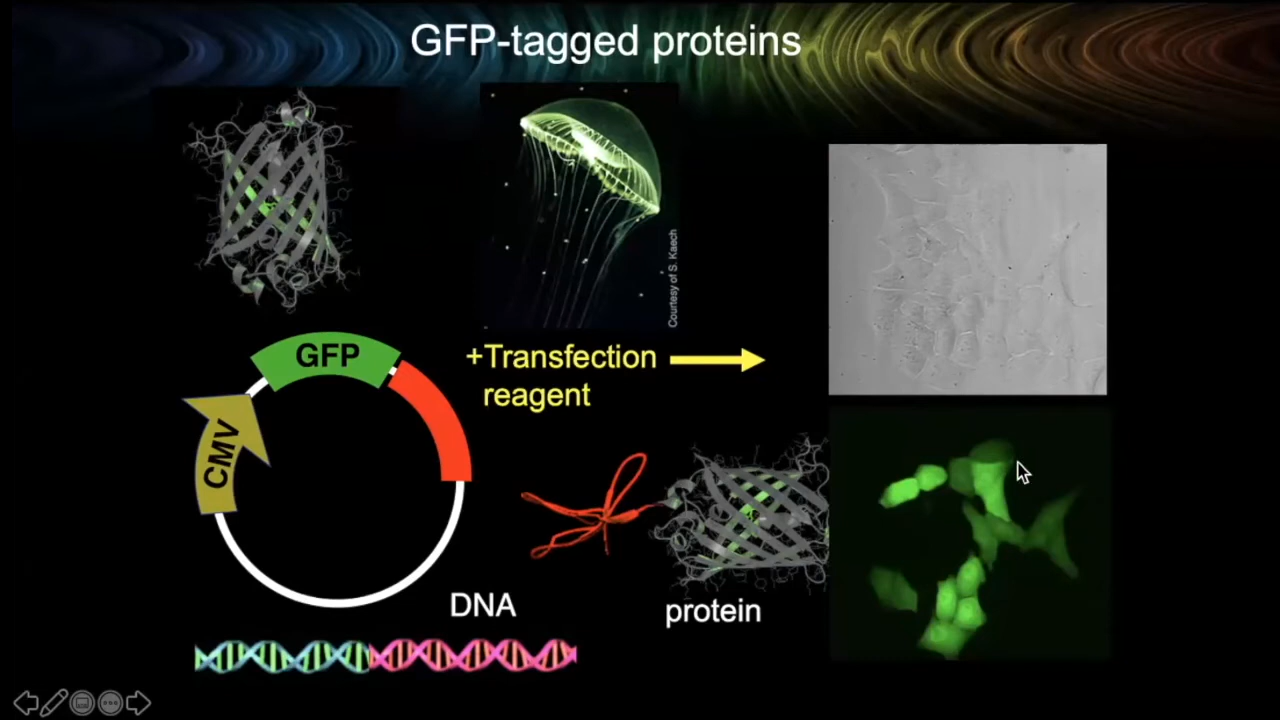 GFP-tagged proteins
Courtesy of S. Kaech
GFP
CMV
+Transfection
reagent
DNA
protein